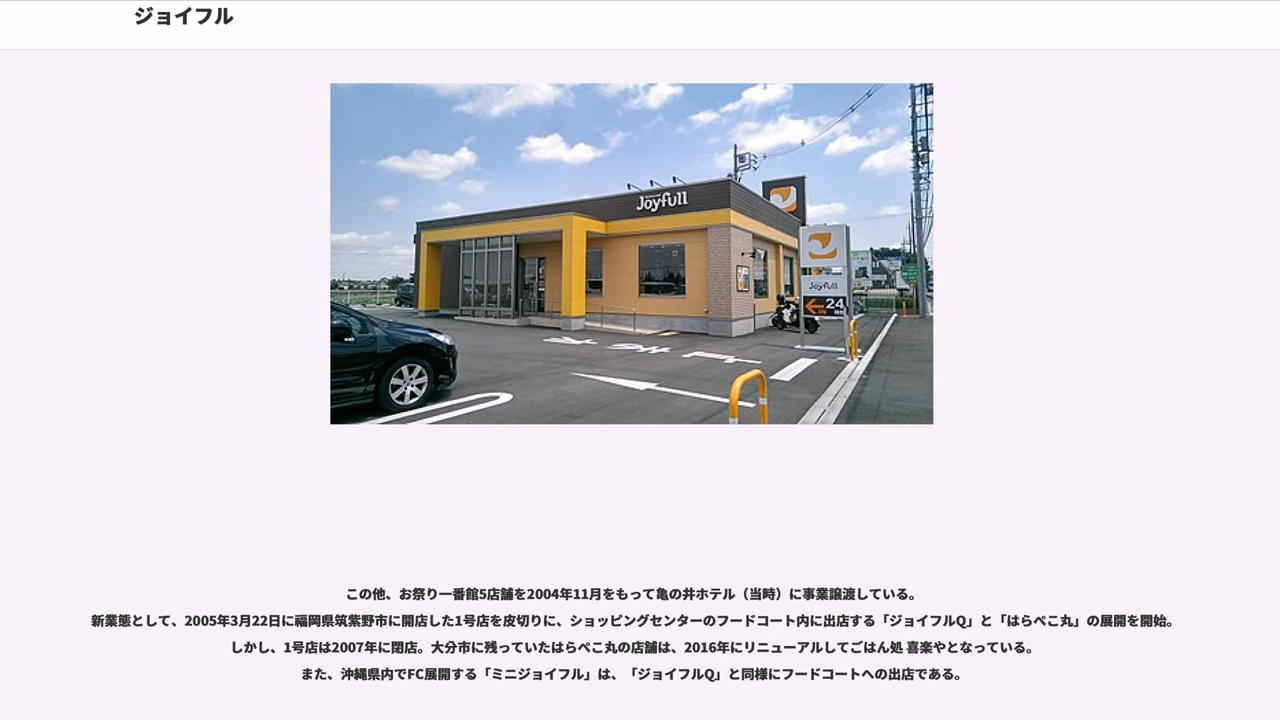 ジョイフル
Joyfull
Joyfull
24
IN
この他、お祭り一番館5店舗を2004年11月をもって亀の井ホテル（当時）に事業譲渡している。
新業態として、2005年3月22日に福岡県筑紫野市に開店した1号店を皮切りに、ショッピングセンターのフードコート内に出店する「ジョイフルQ」と「はらぺこ丸」の展開を開始。
しかし、1号店は2007年に閉店。大分市に残っていたはらぺこ丸の店舗は、2016年にリニューアルしてごはん処 喜楽やとなっている。
また、沖縄県内でFC展開する「ミニジョイフル」は、「ジョイフルQ」と同様にフードコートへの出店である。